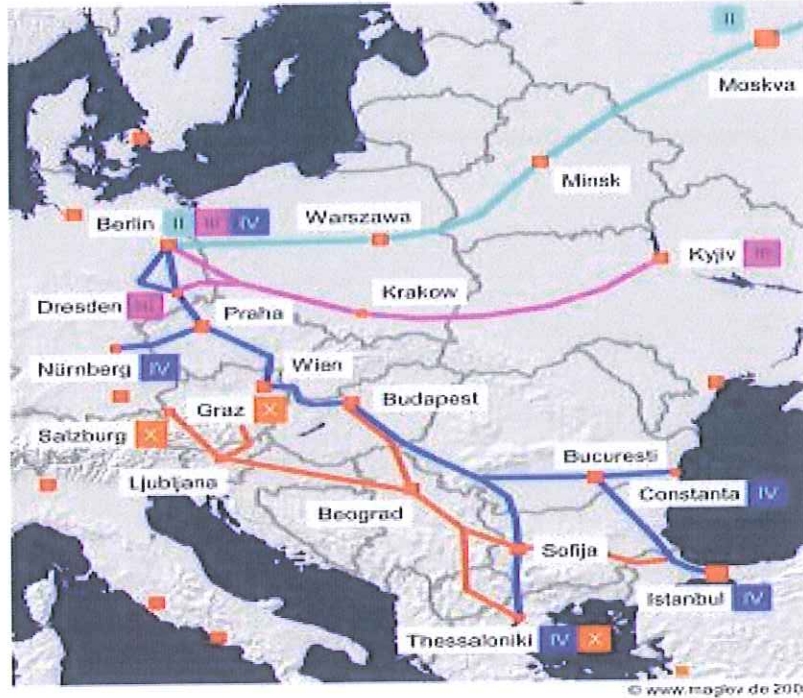 II
Moskva
Minsk
Warszawa
Berlin II III IV
Kyjiv III
Krakow
Dresden III
Praha
Nürnberg IV
Wien
Budapest
Graz X
Salzburg X
Ljubljana
Bucuresti
Constanta IV
Beograd
Sofija
Istanbul IV
Thessaloniki IV X
© www.maglev.de 200